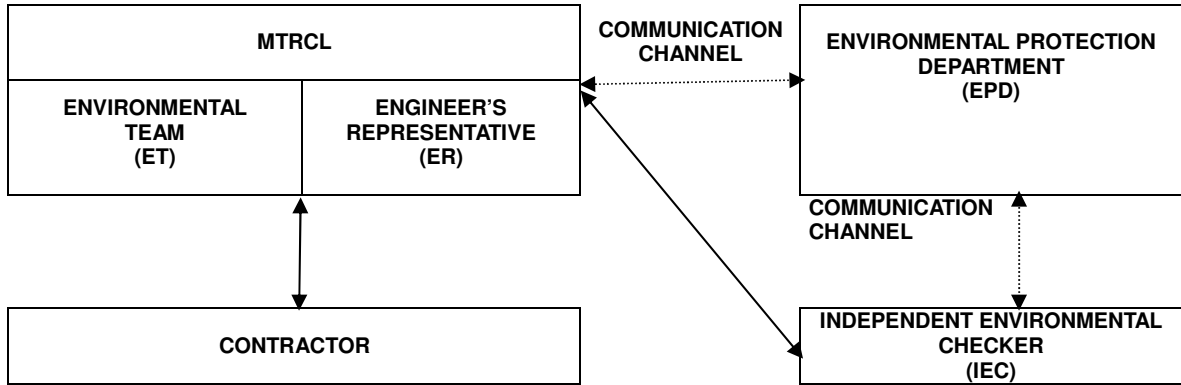 MTRCL
ENVIRONMENTAL
TEAM
(ET)
ENGINEER'S
REPRESENTATIVE
(ER)
COMMUNICATION
CHANNEL
ENVIRONMENTAL PROTECTION
DEPARTMENT
(EPD)
COMMUNICATION
CHANNEL
CONTRACTOR
INDEPENDENT ENVIRONMENTAL
CHECKER
(IEC)